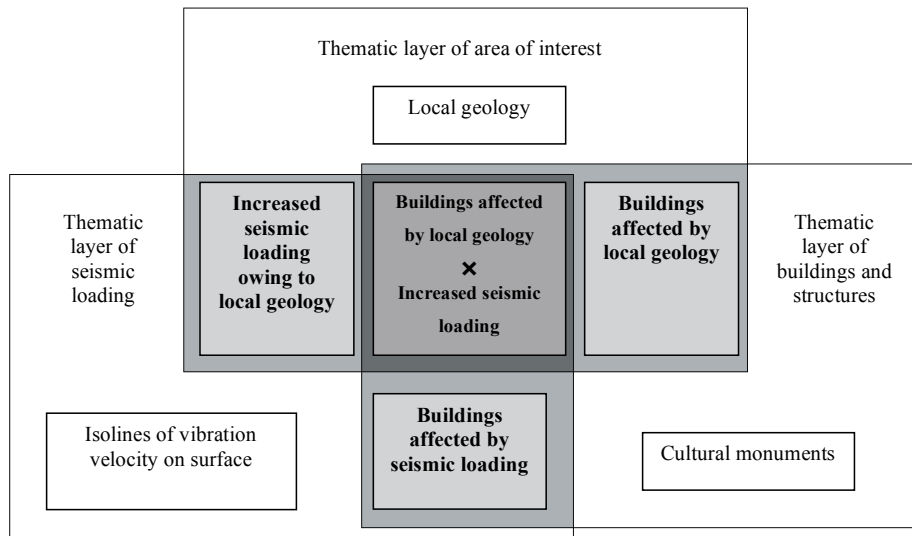 Thematic layer of area of interest
Local geology
Thematic
layer of
seismic
loading
Increased
seismic
loading
owing to
local geology
Buildings affected
by local geology
×
Increased seismic
loading
Buildings
affected by
local geology
Thematic
layer of
buildings and
structures
Isolines of vibration
velocity on surface
Buildings
affected by
seismic loading
Cultural monuments